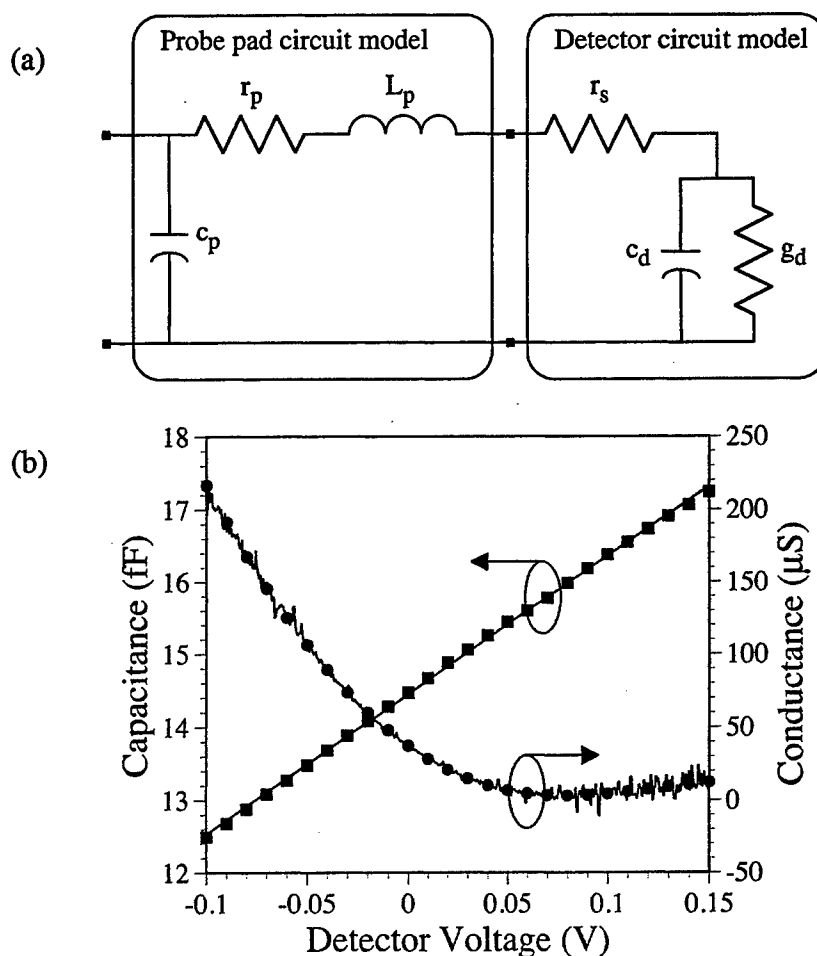 (a)
Probe pad circuit model
Detector circuit model
r_p
L_p
r_s
c_p
c_d
g_d
(b)
Capacitance (fF)
18
17
16
15
14
13
12
250
200
150
100
50
0
-50
Conductance (μS)
-0.1
-0.05
0
0.05
0.1
0.15
Detector Voltage (V)